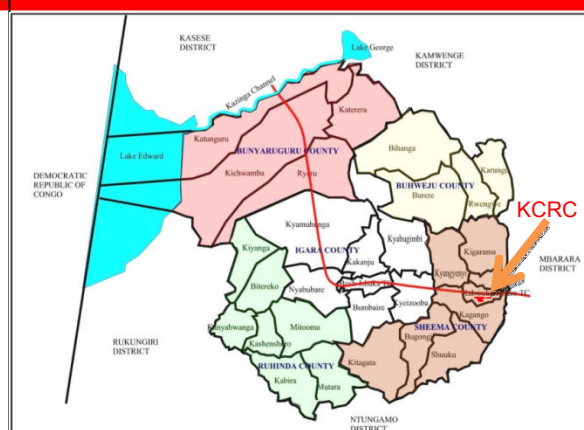 KASESE
DISTRICT
Lake George
KAMWENGE
DISTRICT
Kazinga Channel
Katerera
Katunguru
BUNYARUGURU COUNTY
Lake Edward
Bihanga
Karungu
Kichwamba
Ryeru
DEMOCRATIC
REPUBLIC OF
CONGO
BUHWEJU COUNTY
Burere
Rwengwe
KCRC
Kyamuhunga
Kyabugimbi
Kigarama
MBARARA
DISTRICT
Kiyanga
IGARA COUNTY
Kakanju
Kyangyenyi
Bitereko
Nyabubare
Kyeizooba
Bumbaire
Kagango
Mitooma
SHEEMA COUNTY
Bugongi
Kashenshero
RUKUNGIRI
DISTRICT
RUHINDA COUNTY
Kitagata
Shuuku
Kabira
Mutara
NTUNGAMO
DISTRICT